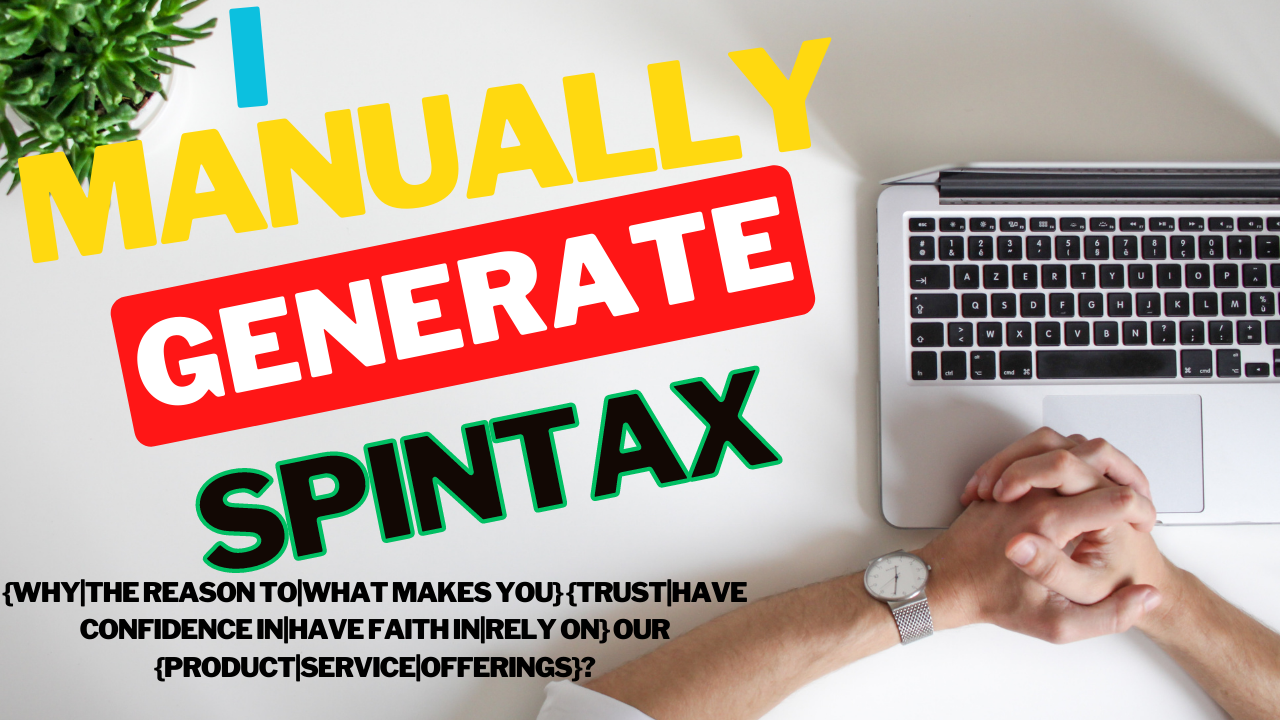 I
MANUALLY
GENERATE
SPINTAX
{WHY|THE REASON TO|WHAT MAKES YOU} {TRUST|HAVE
CONFIDENCE IN|HAVE FAITH IN|RELY ON} OUR
{PRODUCT|SERVICE|OFFERINGS}?